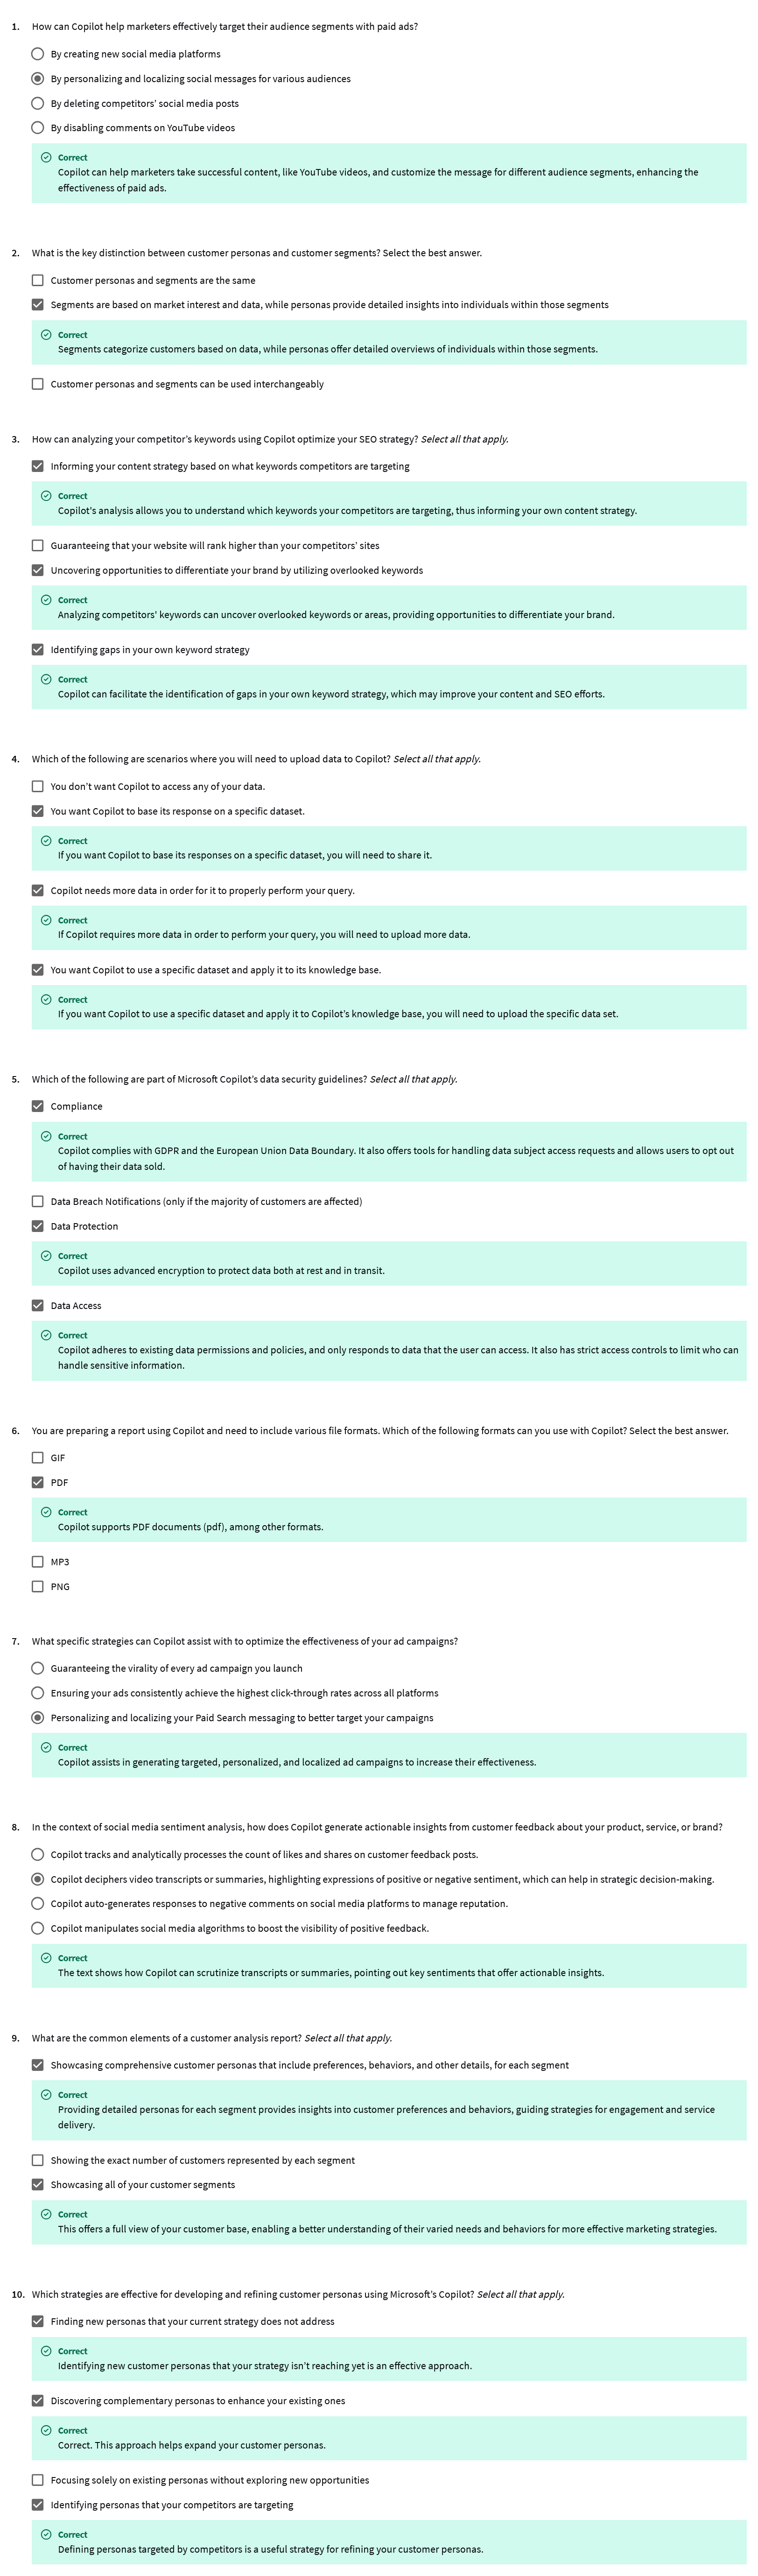 1. How can Copilot help marketers effectively target their audience segments with paid ads?
By creating new social media platforms
By personalizing and localizing social messages for various audiences
By deleting competitors' social media posts
By disabling comments on YouTube videos
Correct
Copilot can help marketers take successful content, like YouTube videos, and customize the message for different audience segments, enhancing the
effectiveness of paid ads.
2. What is the key distinction between customer personas and customer segments? Select the best answer.
Customer personas and segments are the same
Segments are based on market interest and data, while personas provide detailed insights into individuals within those segments
Correct
Segments categorize customers based on data, while personas offer detailed overviews of individuals within those segments.
Customer personas and segments can be used interchangeably
3. How can analyzing your competitor's keywords using Copilot optimize your SEO strategy? Select all that apply.
Informing your content strategy based on what keywords competitors are targeting
Correct
Copilot's analysis allows you to understand which keywords your competitors are targeting, thus informing your own content strategy.
Guaranteeing that your website will rank higher than your competitors' sites
Uncovering opportunities to differentiate your brand by utilizing overlooked keywords
Correct
Analyzing competitors' keywords can uncover overlooked keywords or areas, providing opportunities to differentiate your brand.
Identifying gaps in your own keyword strategy
Correct
Copilot can facilitate the identification of gaps in your own keyword strategy, which may improve your content and SEO efforts.
4. Which of the following are scenarios where you will need to upload data to Copilot? Select all that apply.
You don't want Copilot to access any of your data.
You want Copilot to base its response on a specific dataset.
Correct
If you want Copilot to base its responses on a specific dataset, you will need to share it.
Copilot needs more data in order for it to properly perform your query.
Correct
If Copilot requires more data in order to perform your query, you will need to upload more data.
You want Copilot to use a specific dataset and apply it to its knowledge base.
Correct
If you want Copilot to use a specific dataset and apply it to Copilot's knowledge base, you will need to upload the specific data set.
5. Which of the following are part of Microsoft Copilot's data security guidelines? Select all that apply.
Compliance
Correct
Copilot complies with GDPR and the European Union Data Boundary. It also offers tools for handling data subject access requests and allows users to opt out
of having their data sold.
Data Breach Notifications (only if the majority of customers are affected)
Data Protection
Correct
Copilot uses advanced encryption to protect data both at rest and in transit.
Data Access
Correct
Copilot adheres to existing data permissions and policies, and only responds to data that the user can access. It also has strict access controls to limit who can
handle sensitive information.
6. You are preparing a report using Copilot and need to include various file formats. Which of the following formats can you use with Copilot? Select the best answer.
GIF
PDF
Correct
Copilot supports PDF documents (pdf), among other formats.
MP3
PNG
7. What specific strategies can Copilot assist with to optimize the effectiveness of your ad campaigns?
Guaranteeing the virality of every ad campaign you launch
Ensuring your ads consistently achieve the highest click-through rates across all platforms
Personalizing and localizing your Paid Search messaging to better target your campaigns
Correct
Copilot assists in generating targeted, personalized, and localized ad campaigns to increase their effectiveness.
8. In the context of social media sentiment analysis, how does Copilot generate actionable insights from customer feedback about your product, service, or brand?
Copilot tracks and analytically processes the count of likes and shares on customer feedback posts.
Copilot deciphers video transcripts or summaries, highlighting expressions of positive or negative sentiment, which can help in strategic decision-making.
Copilot auto-generates responses to negative comments on social media platforms to manage reputation.
Copilot manipulates social media algorithms to boost the visibility of positive feedback.
Correct
The text shows how Copilot can scrutinize transcripts or summaries, pointing out key sentiments that offer actionable insights.
9. What are the common elements of a customer analysis report? Select all that apply.
Showcasing comprehensive customer personas that include preferences, behaviors, and other details, for each segment
Correct
Providing detailed personas for each segment provides insights into customer preferences and behaviors, guiding strategies for engagement and service
delivery.
Showing the exact number of customers represented by each segment
Showcasing all of your customer segments
Correct
This offers a full view of your customer base, enabling a better understanding of their varied needs and behaviors for more effective marketing strategies.
10. Which strategies are effective for developing and refining customer personas using Microsoft's Copilot? Select all that apply.
Finding new personas that your current strategy does not address
Correct
Identifying new customer personas that your strategy isn't reaching yet is an effective approach.
Discovering complementary personas to enhance your existing ones
Correct
Correct. This approach helps expand your customer personas.
Focusing solely on existing personas without exploring new opportunities
Identifying personas that your competitors are targeting
Correct
Defining personas targeted by competitors is a useful strategy for refining your customer personas.